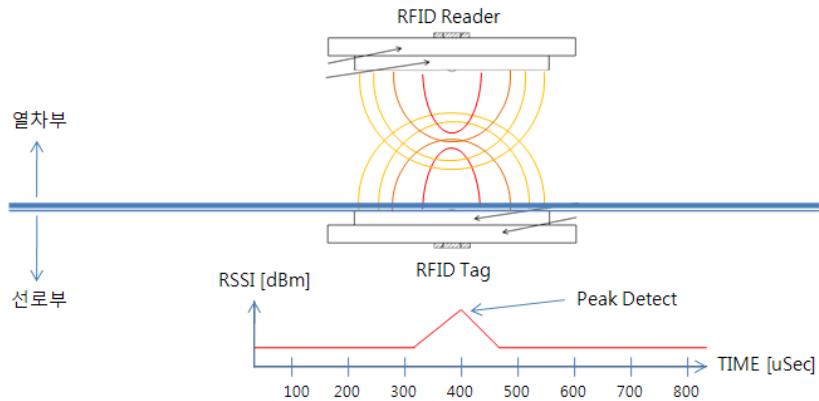 RFID Reader
열차부
선로부
RFID Tag
RSSI [dBm]
Peak Detect
TIME [uSec]
100 200 300 400 500 600 700 800